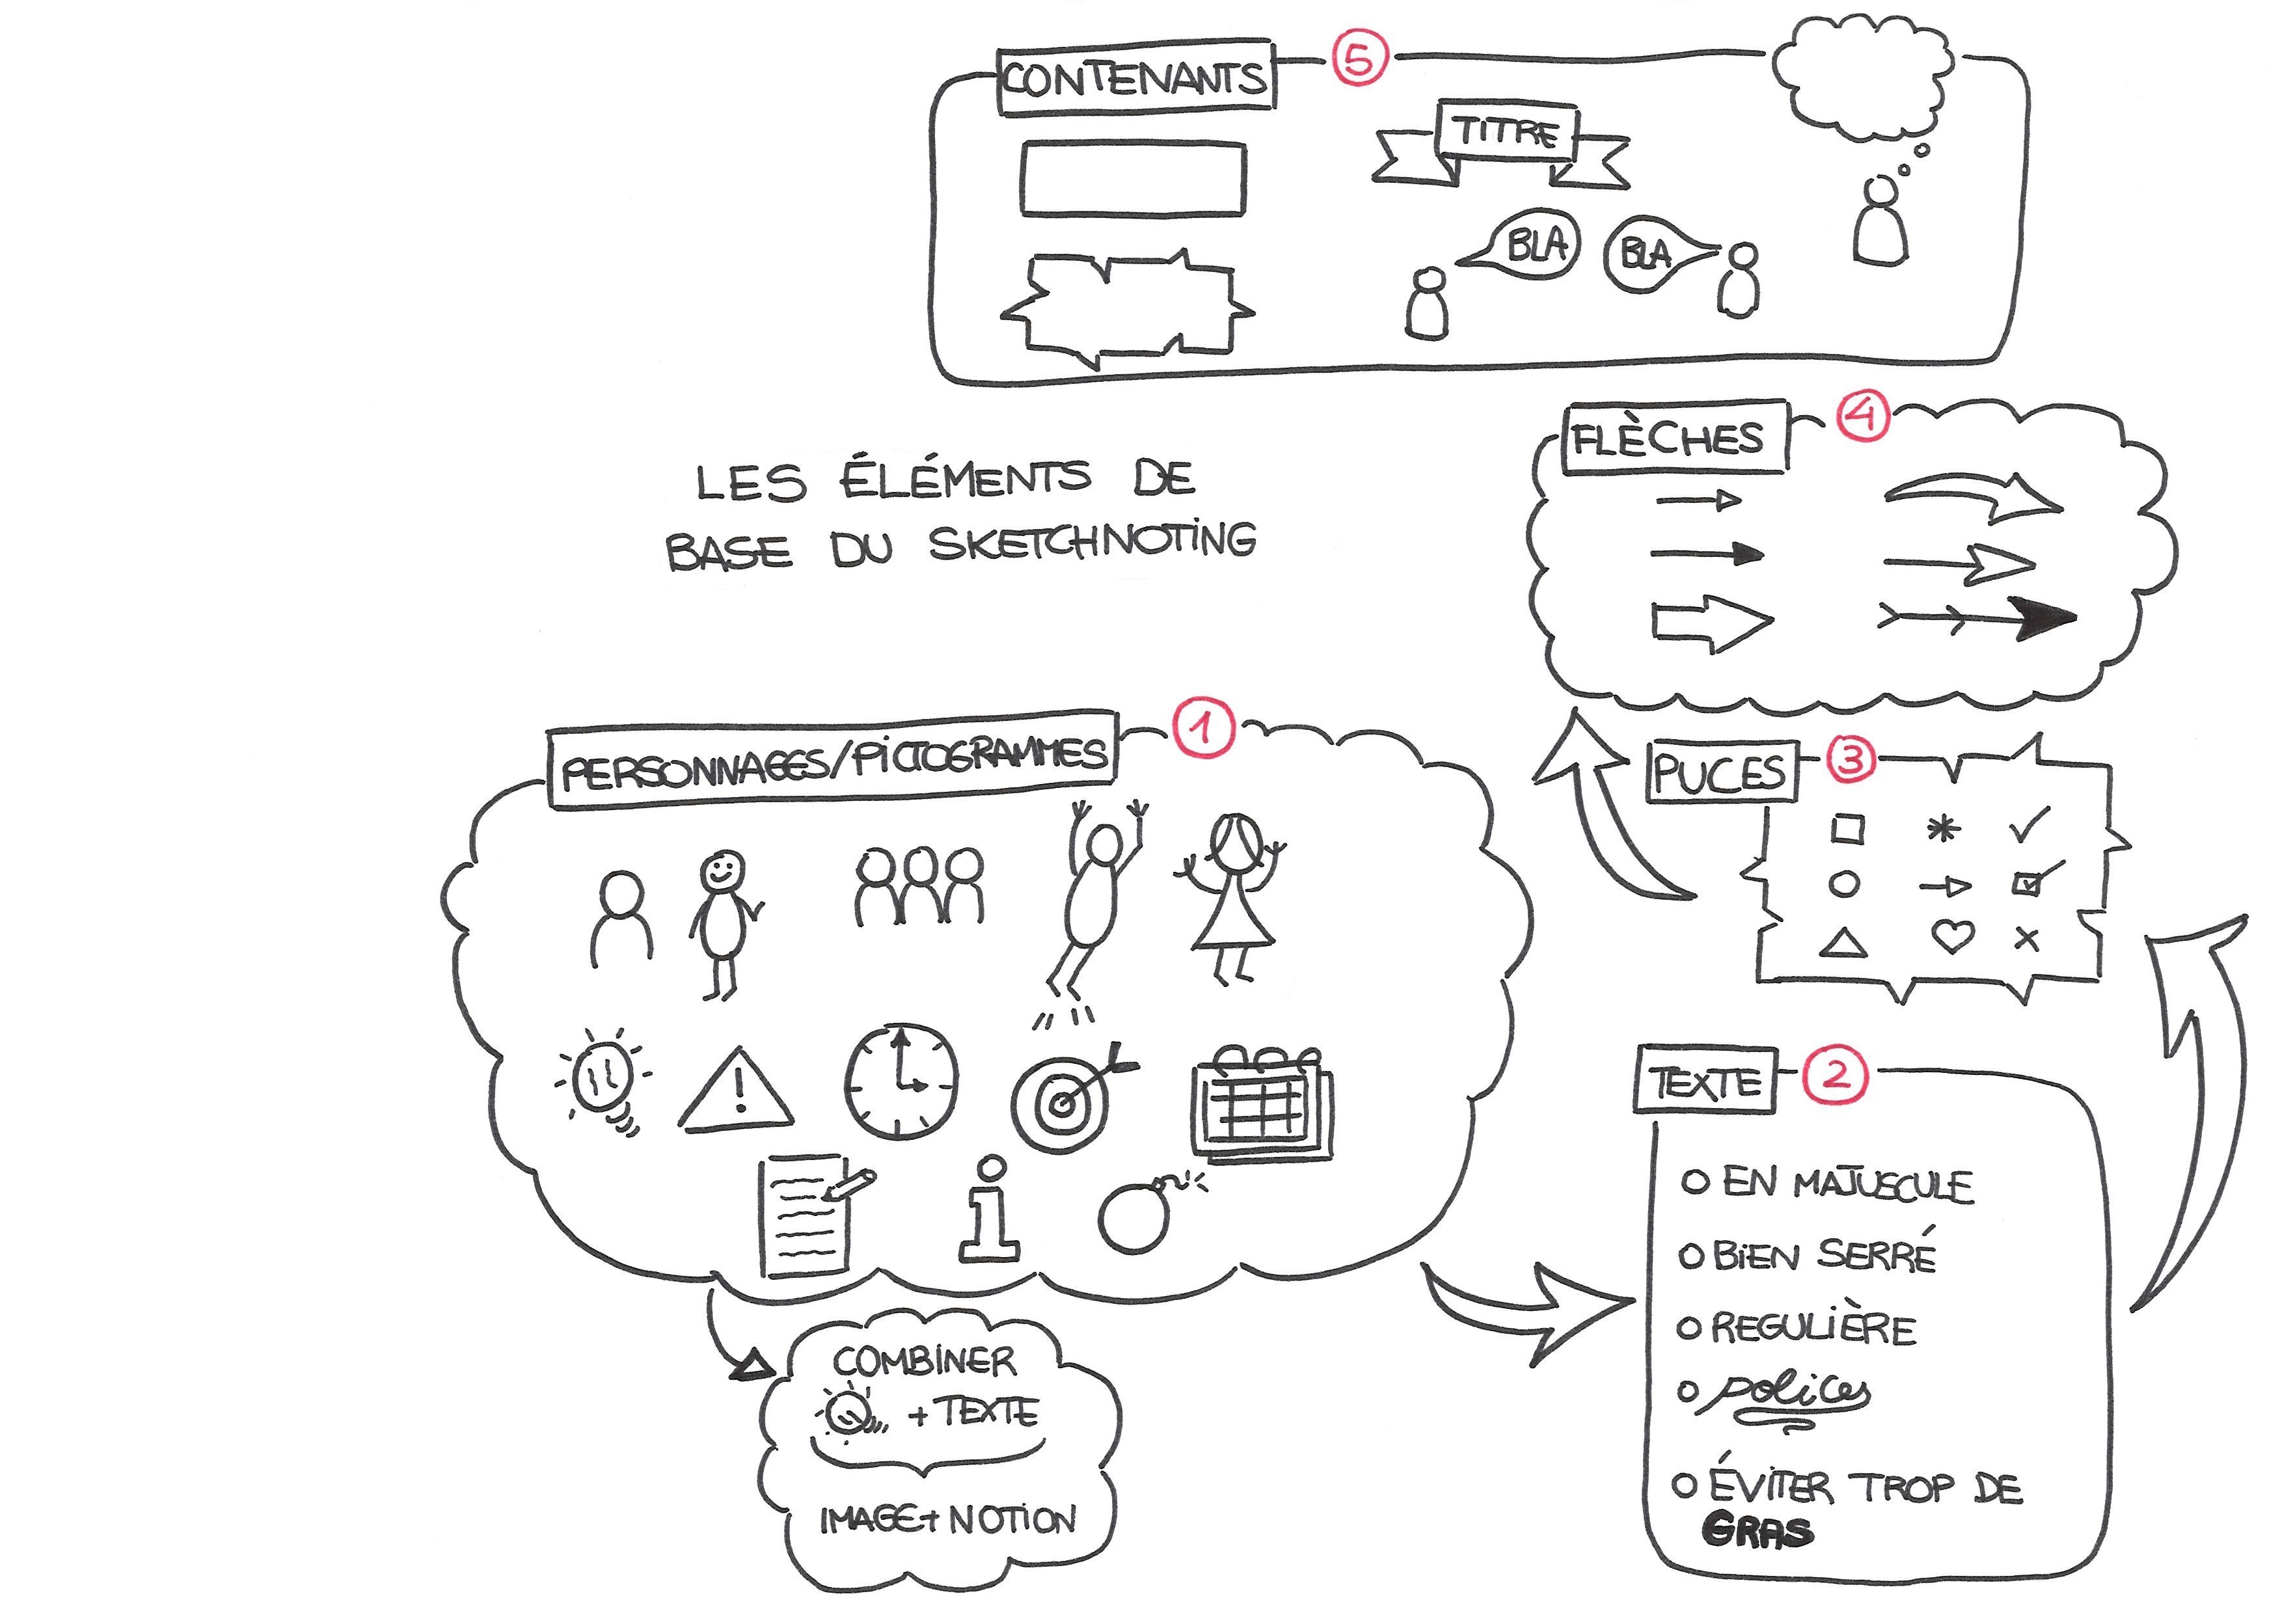 CONTENANTS 5
TITRE
BLA BLA
FLÈCHES 4
LES ÉLÉMENTS DE
BASE DU SKETCHNOTING
PERSONNAGES/PICTOGRAMMES 1
!
i
COMBINER
+ TEXTE
IMAGE+ NOTION
PUCES 3
TEXTE 2
O EN MAJUSCULE
O BIEN SERRÉ
O REGULIÈRE
O polices
O ÉVITER TROP DE
GRAS